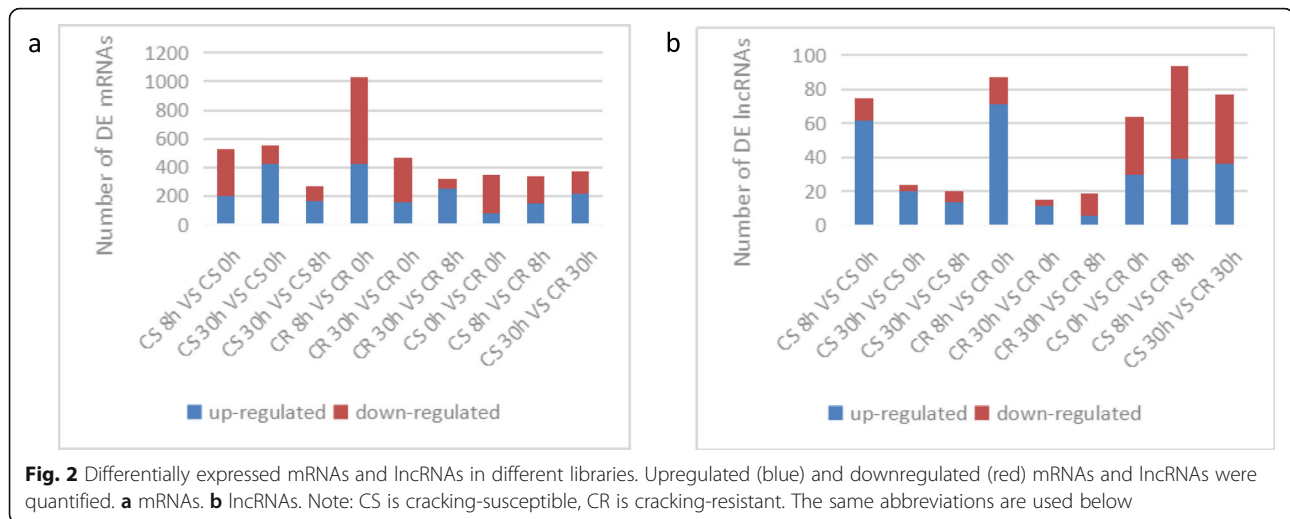 a
1200
1000
800
600
400
200
0
Number of DE mRNAs
CS 8h VS CS 0h
CS 30h VS CS 0h
CS 30h VS CS 8h
CR 8h VS CR 0h
CR 30h VS CR 0h
CR 30h VS CR 8h
CS 0h VS CR 0h
CS 8h VS CR 8h
CS 30h VS CR 30h
up-regulated down-regulated
b
100
80
60
40
20
0
Number of DE lncRNAs
CS 8h VS CS 0h
CS 30h VS CS 0h
CS 30h VS CS 8h
CR 8h VS CR 0h
CR 30h VS CR 0h
CR 30h VS CR 8h
CS 0h VS CR 0h
CS 8h VS CR 8h
CS 30h VS CR 30h
up-regulated down-regulated
Fig. 2 Differentially expressed mRNAs and lncRNAs in different libraries. Upregulated (blue) and downregulated (red) mRNAs and lncRNAs were
quantified. a mRNAs. b lncRNAs. Note: CS is cracking-susceptible, CR is cracking-resistant. The same abbreviations are used below